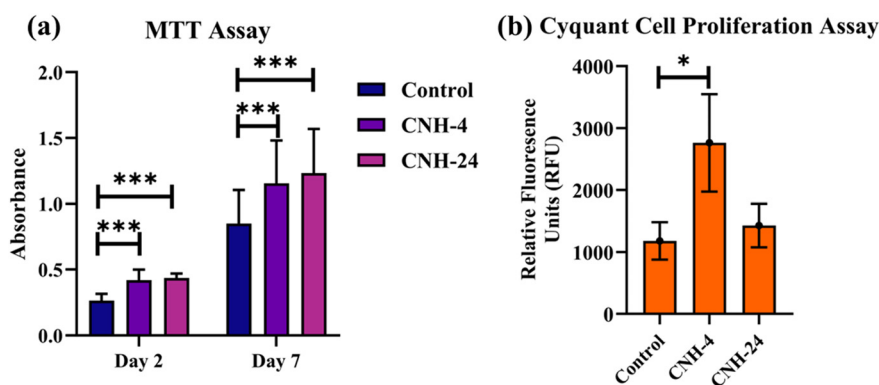 (a)
MTT Assay
2.0
1.5
1.0
0.5
0.0
Absorbance
***
***
***
***
Day 2
Day 7
Control
CNH-4
CNH-24
(b)
Cyquant Cell Proliferation Assay
4000
3000
2000
1000
0
Relative Fluoresence
Units (RFU)
*
Control
CNH-4
CNH-24